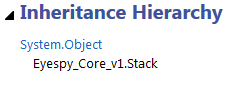 Inheritance Hierarchy
System.Object
Eyespy_Core_v1.Stack